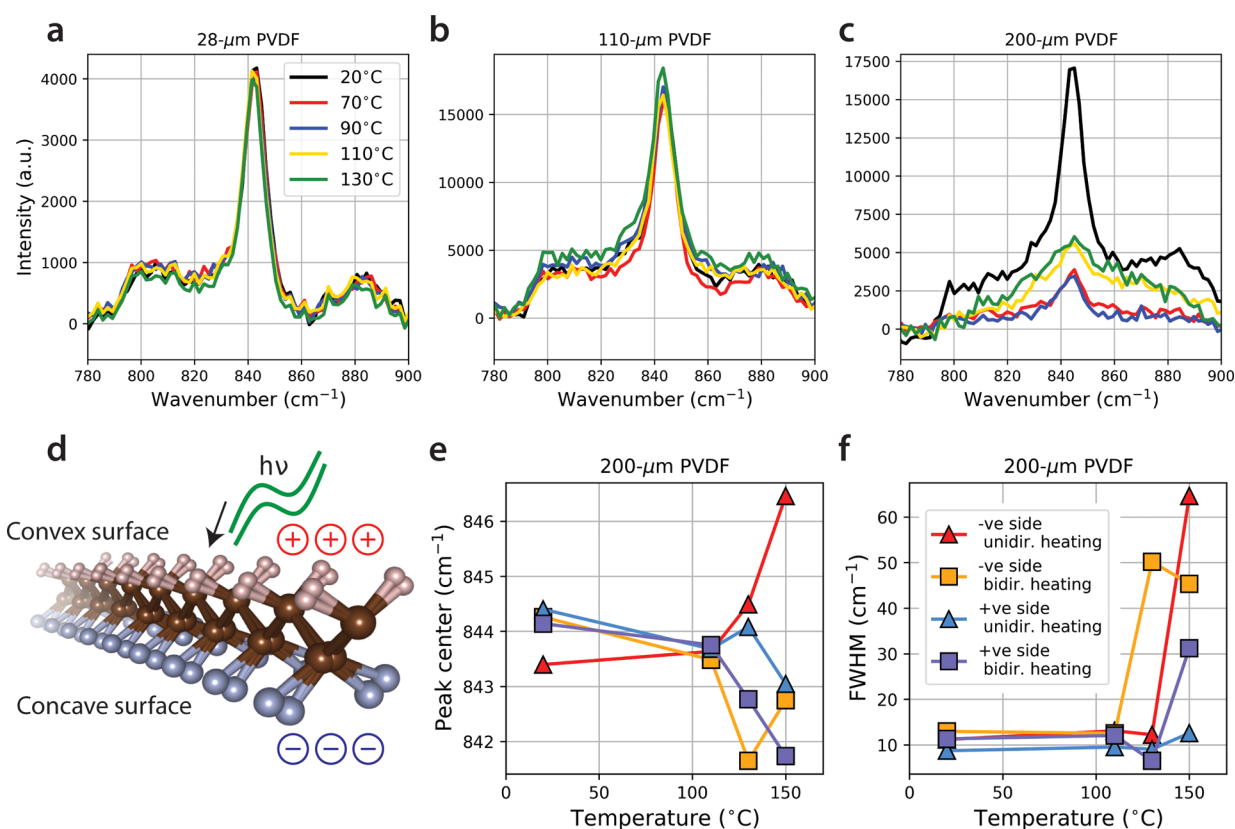 a
28-μm PVDF
4000
3000
2000
1000
0
Intensity (a.u.)
20°C
70°C
90°C
110°C
130°C
780 800 820 840 860 880 900
Wavenumber (cm⁻¹)
b
110-μm PVDF
15000
10000
5000
0
780 800 820 840 860 880 900
Wavenumber (cm⁻¹)
c
200-μm PVDF
17500
15000
12500
10000
7500
5000
2500
0
780 800 820 840 860 880 900
Wavenumber (cm⁻¹)
d
hν
Convex surface
+ + +
Concave surface
− − −
e
200-μm PVDF
846
845
844
843
842
Peak center (cm⁻¹)
0 50 100 150
Temperature (°C)
f
200-μm PVDF
60
50
40
30
20
10
FWHM (cm⁻¹)
-ve side
unidir. heating
-ve side
bidir. heating
+ve side
unidir. heating
+ve side
bidir. heating
0 50 100 150
Temperature (°C)